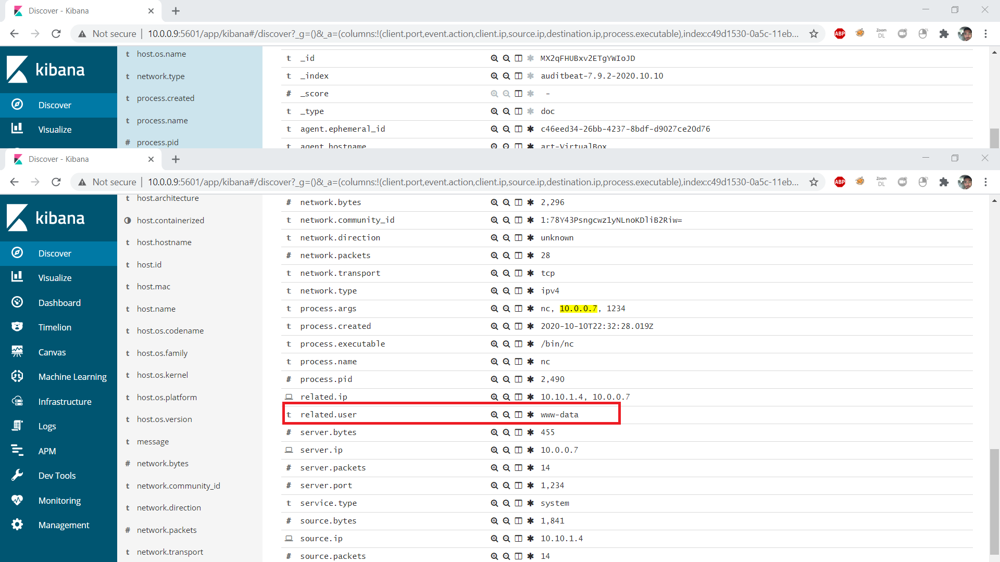 Discover - Kibana
Not secure | 10.0.0.9:5601/app/kibana#/discover?_g=()&_a=(columns:!(client.port,event.action,client.ip,source.ip,destination.ip,process.executable),index:c49d1530-0a5c-11eb...
ABP
Zoom DL
kibana
Discover
Visualize
t host.os.name
t network.type
t process.created
t process.name
# process.pid
t _id MX2qFHUBxv2ETgYWIoJD
t _index auditbeat-7.9.2-2020.10.10
# _score -
t _type doc
t agent.ephemeral_id c46eed34-26bb-4237-8bdf-d9027ce20d76
t agent.hostname art-VirtualBox
Discover - Kibana
Not secure | 10.0.0.9:5601/app/kibana#/discover?_g=()&_a=(columns:!(client.port,event.action,client.ip,source.ip,destination.ip,process.executable),index:c49d1530-0a5c-11eb...
ABP
Zoom DL
kibana
Discover
Visualize
Dashboard
Timelion
Canvas
Machine Learning
Infrastructure
Logs
APM
Dev Tools
Monitoring
Management
t host.architecture
host.containerized
t host.hostname
t host.id
t host.mac
t host.name
t host.os.codename
t host.os.family
t host.os.kernel
t host.os.platform
t host.os.version
t message
# network.bytes
t network.community_id
t network.direction
# network.packets
t network.transport
# network.bytes 2,296
t network.community_id 1:78Y43Psngcwz1yNLnoKDliB2Riw=
t network.direction unknown
# network.packets 28
t network.transport tcp
t network.type ipv4
t process.args nc, 10.0.0.7, 1234
t process.created 2020-10-10T22:32:28.019Z
t process.executable /bin/nc
t process.name nc
# process.pid 2,490
related.ip 10.10.1.4, 10.0.0.7
t related.user www-data
# server.bytes 455
server.ip 10.0.0.7
# server.packets 14
# server.port 1,234
t service.type system
# source.bytes 1,841
source.ip 10.10.1.4
# source.packets 14